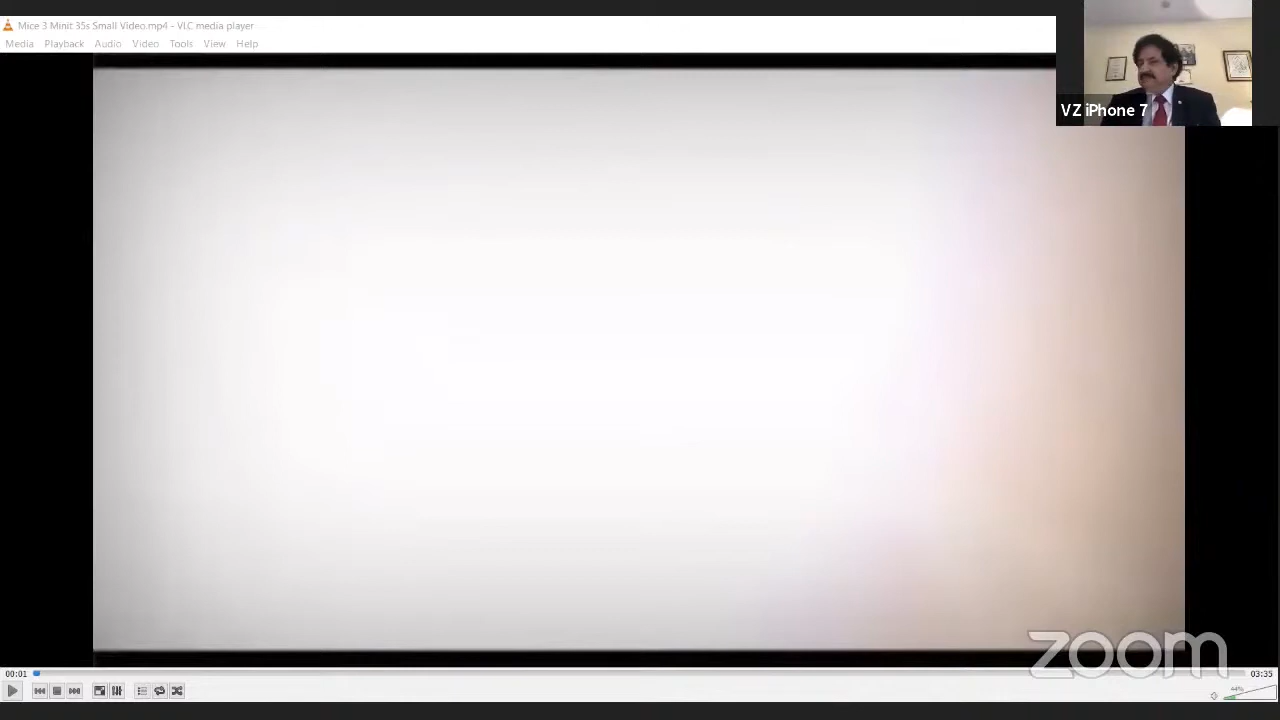 Mice 3 Minit 35s Small Video.mp4 - VLC media player
Media Playback Audio Video Tools View Help
VZ iPhone 7
zoom
00:01
03:35
44%